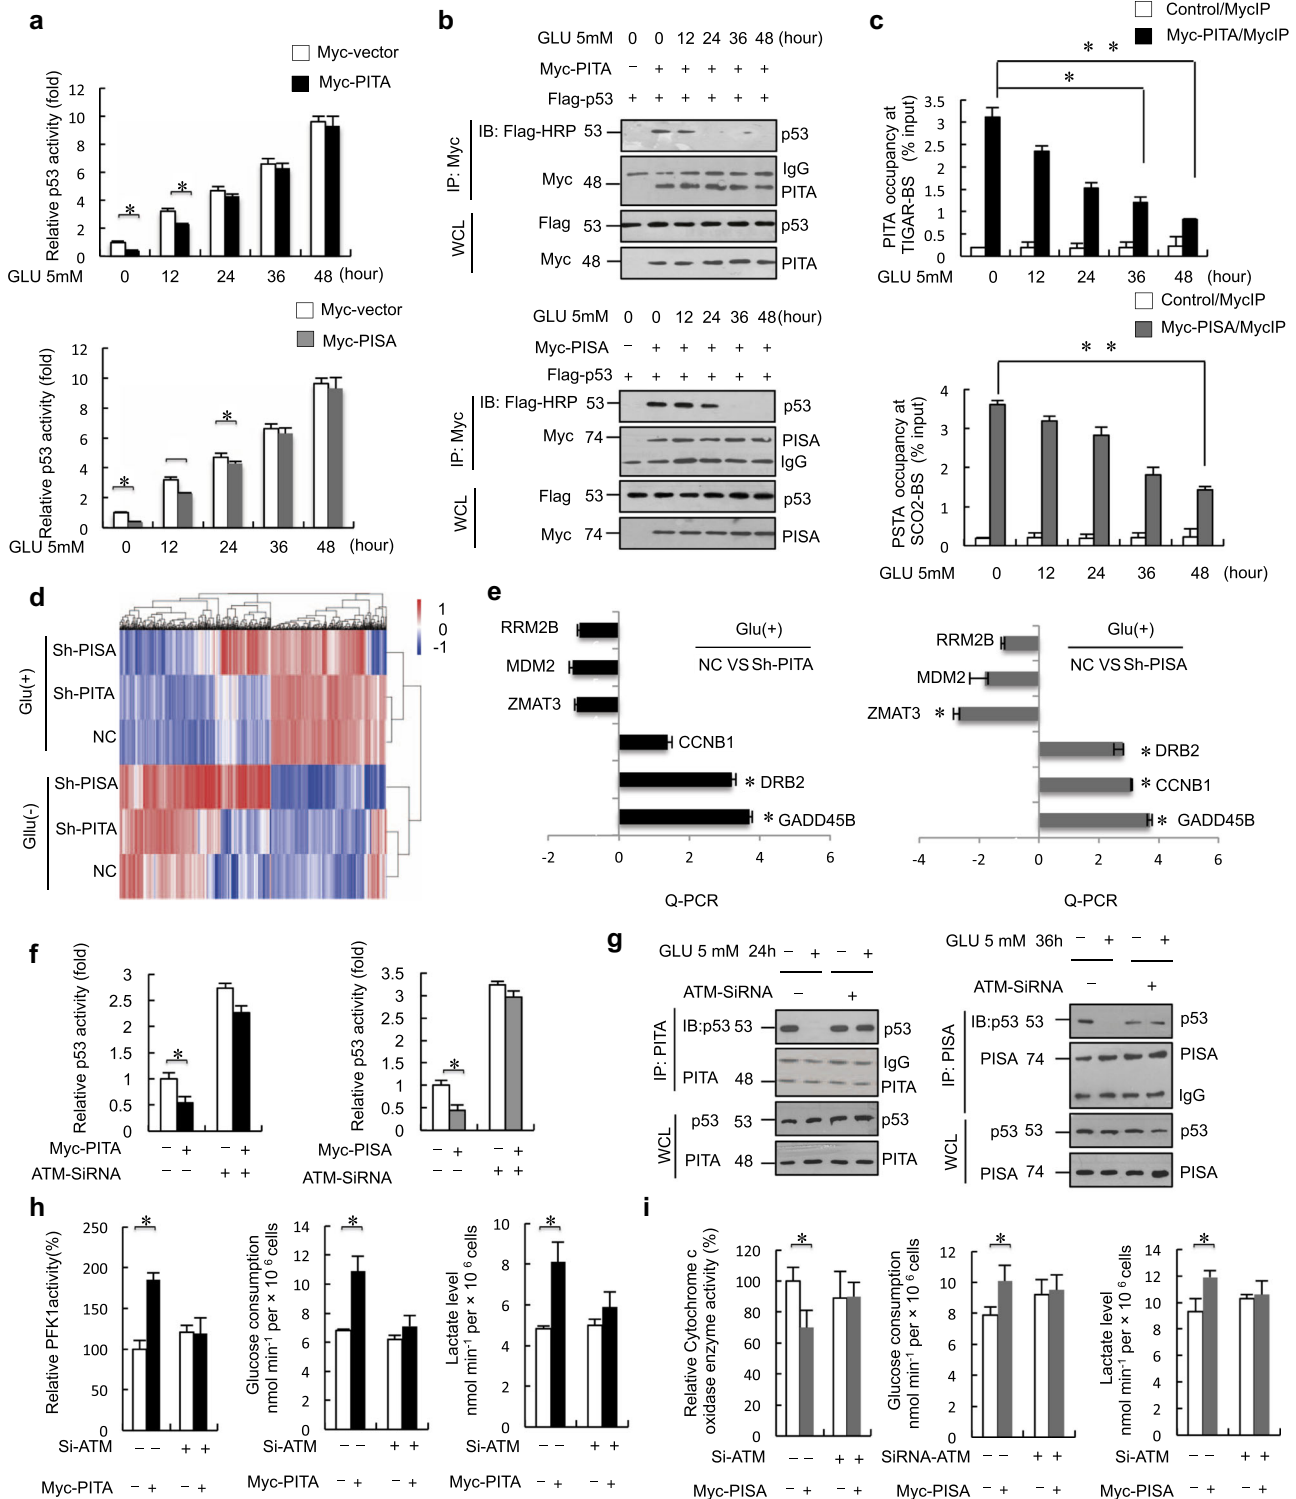 a
Myc-vector
Myc-PITA
Relative p53 activity (fold)
12
10
8
6
4
2
0
*
*
GLU 5mM
0 12 24 36 48 (hour)
Myc-vector
Myc-PISA
Relative p53 activity (fold)
12
10
8
6
4
2
0
*
*
GLU 5mM
0 12 24 36 48 (hour)
b
GLU 5mM 0 0 12 24 36 48 (hour)
Myc-PITA − + + + + +
Flag-p53 + + + + + +
IP: Myc
IB: Flag-HRP 53 p53
Myc 48 IgG
PITA
WCL
Flag 53 p53
Myc 48 PITA
GLU 5mM 0 0 12 24 36 48(hour)
Myc-PISA − + + + + +
Flag-p53 + + + + + +
IP: Myc
IB: Flag-HRP 53 p53
Myc 74 PISA
IgG
WCL
Flag 53 p53
Myc 74 PISA
c
Control/MycIP
Myc-PITA/MycIP
* *
*
PITA occupancy at
TIGAR-BS (% input)
3.5
3
2.5
2
1.5
1
0.5
0
GLU 5mM 0 12 24 36 48 (hour)
Control/MycIP
Myc-PISA/MycIP
* *
PSTA occupancy at
SCO2-BS (% input)
4
3
2
1
0
GLU 5mM 0 12 24 36 48 (hour)
d
1
0
-1
Glu(+)
Sh-PISA
Sh-PITA
NC
Gllu(-)
Sh-PISA
Sh-PITA
NC
e
RRM2B
MDM2
ZMAT3
CCNB1
* DRB2
* GADD45B
Glu(+)
NC VS Sh-PITA
-2 0 2 4 6
Q-PCR
RRM2B
MDM2
ZMAT3 *
* DRB2
* CCNB1
* GADD45B
Glu(+)
NC VS Sh-PISA
-4 -2 0 2 4 6
Q-PCR
f
Relative p53 activity (fold)
3
2.5
2
1.5
1
0.5
0
*
Myc-PITA − + − +
ATM-SiRNA − − + +
Relative p53 activity (fold)
3.5
3
2.5
2
1.5
1
0.5
0
*
Myc-PISA − + − +
ATM-SiRNA − − + +
g
GLU 5 mM 24h − + − +
ATM-SiRNA − +
IP: PITA
IB:p53 53 p53
IgG
PITA 48 PITA
WCL
p53 53 p53
PITA 48 PITA
GLU 5 mM 36h − + − +
ATM-SiRNA − +
IP: PISA
IB:p53 53 p53
PISA 74 PISA
IgG
WCL
p53 53 p53
PISA 74 PISA
h
Relative PFK1activity(%)
250
200
150
100
50
0
*
Si-ATM − − + +
Myc-PITA − + − +
Glucose consumption
nmol min-1 per × 10 6 cells
14
12
10
8
6
4
2
0
*
Si-ATM − − + +
Myc-PITA − + − +
Lactate level
nmol min-1 per × 10 6 cells
10
8
6
4
2
0
*
Si-ATM − − + +
Myc-PITA − + − +
i
Relative Cytochrome c
oxidase enzyme activity (%)
120
100
80
60
40
20
0
*
Si-ATM − − + +
Myc-PISA − + − +
Glucose consumption
nmol min-1 per × 10 6 cells
12
10
8
6
4
2
0
*
SiRNA-ATM − − + +
Myc-PISA − + − +
Lactate level
nmol min-1 per × 10 6 cells
14
12
10
8
6
4
2
0
*
Si-ATM − − + +
Myc-PISA − + − +